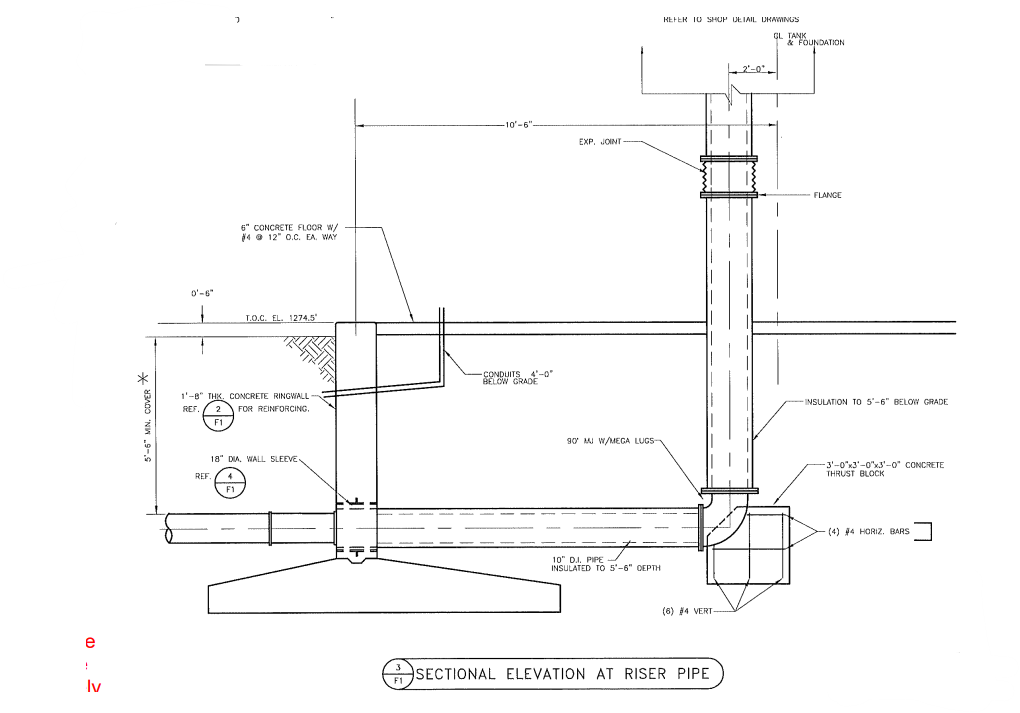 REFER TO SHOP DETAIL DRAWINGS
CL TANK
& FOUNDATION
2'-0"
10'-6"
EXP. JOINT
FLANGE
6" CONCRETE FLOOR W/
#4 @ 12" O.C. EA. WAY
0'-6"
T.O.C. EL. 1274.5'
CONDUITS 4'-0"
BELOW GRADE
5'-6" MIN. COVER
1'-8" THK. CONCRETE RINGWALL
REF. 2 FOR REINFORCING.
F1
INSULATION TO 5'-6" BELOW GRADE
90° MJ W/MEGA LUGS
18" DIA. WALL SLEEVE
REF. 4
F1
3'-0"x3'-0"x3'-0" CONCRETE
THRUST BLOCK
(4) #4 HORIZ. BARS
10" D.I. PIPE
INSULATED TO 5'-6" DEPTH
(6) #4 VERT
e
lv
3
F1
SECTIONAL ELEVATION AT RISER PIPE